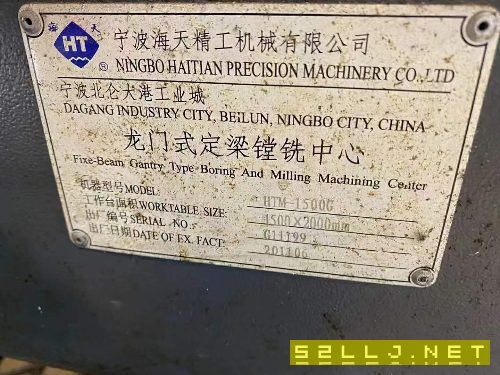 海天
HT
宁波海天精工机械有限公司
NINGBO HAITIAN PRECISION MACHINERY CO., LTD
宁波北仑大港工业城
DAGANG INDUSTRY CITY, BEILUN, NINGBO CITY, CHINA
龙门式定梁镗铣中心
Fixe-Beam Gantry Type Boring And Milling Machining Center
机器型号MODEL: HTM-1500G
工作台面积WORKTABLE SIZE: 1500×2000mm
出厂编号SERIAL NO.: G11199
出厂日期DATE OF EX. FACT: 201106
52LLJ.NET